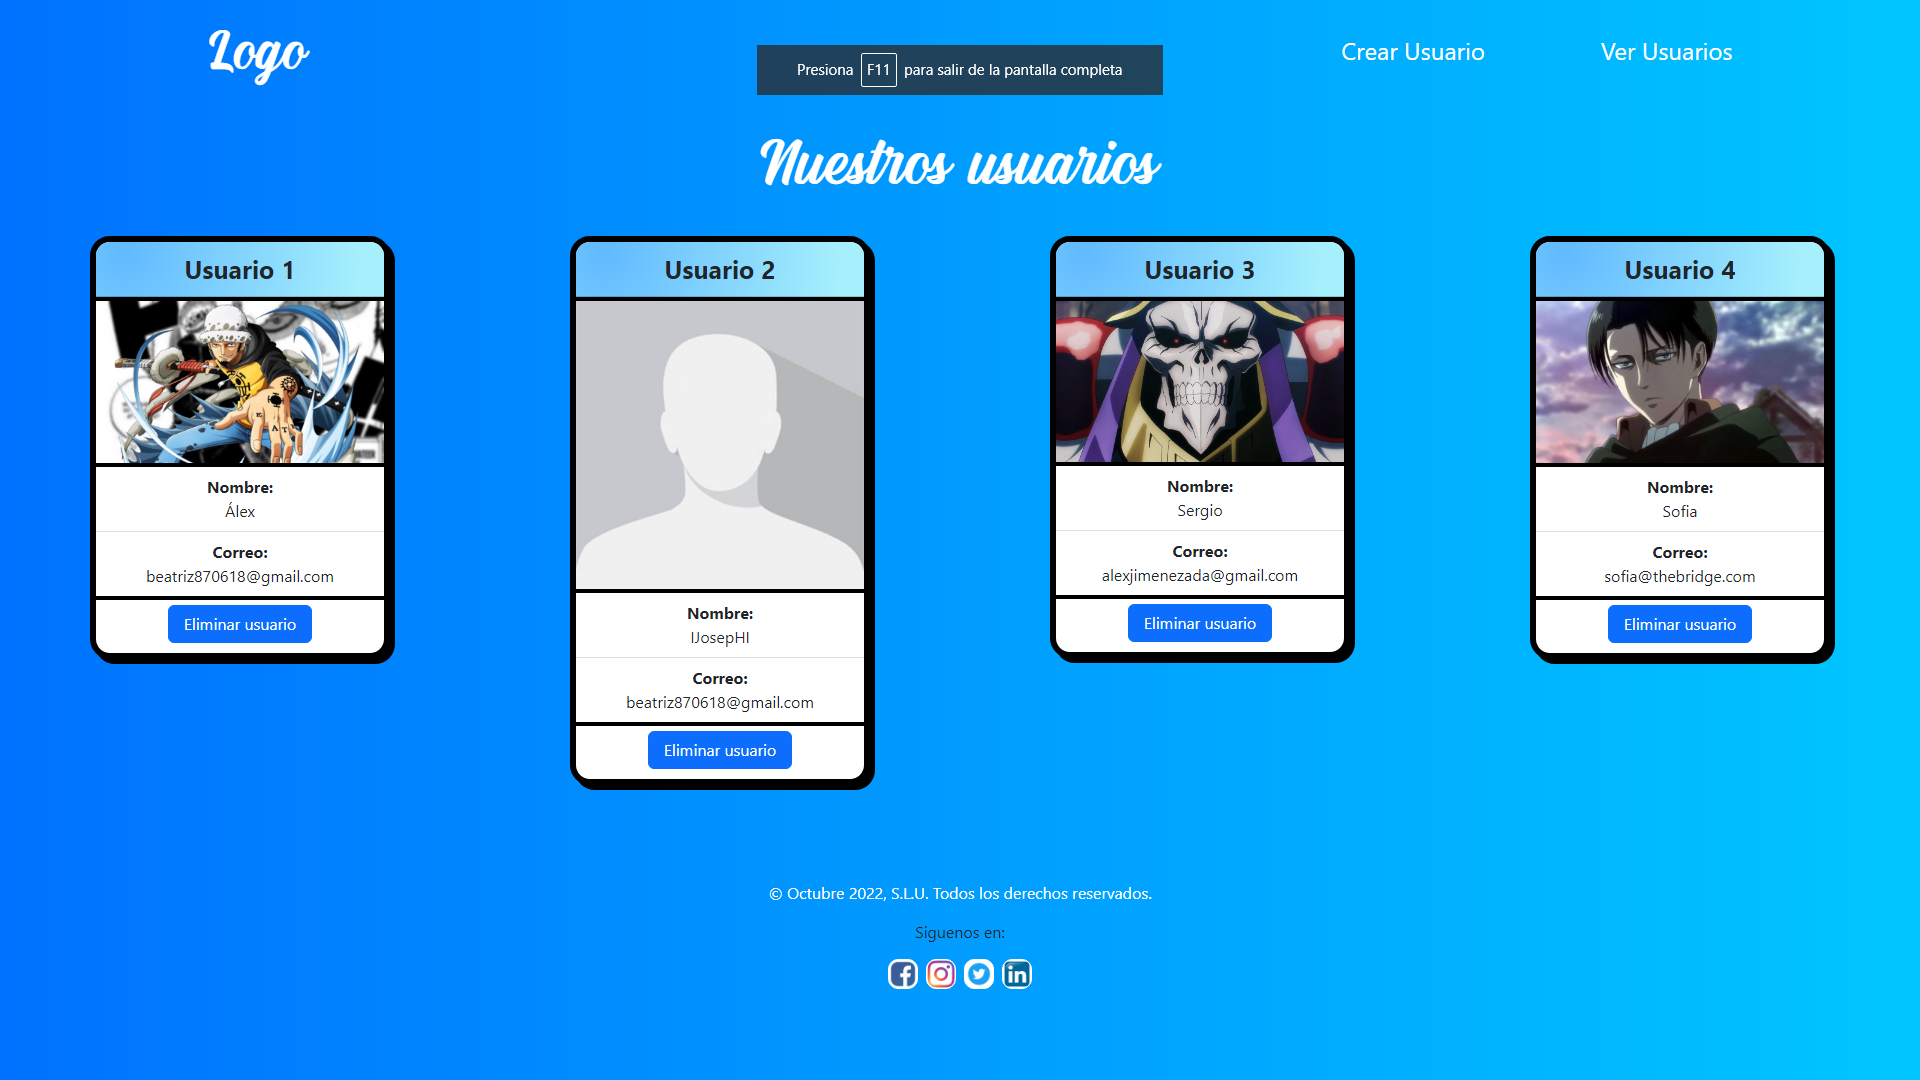 Logo
Presiona F11 para salir de la pantalla completa
Crear Usuario
Ver Usuarios
Nuestros usuarios
Usuario 1
Nombre:
Álex
Correo:
beatriz870618@gmail.com
Eliminar usuario
Usuario 2
Nombre:
IJosepHI
Correo:
beatriz870618@gmail.com
Eliminar usuario
Usuario 3
Nombre:
Sergio
Correo:
alexjimenezada@gmail.com
Eliminar usuario
Usuario 4
Nombre:
Sofia
Correo:
sofia@thebridge.com
Eliminar usuario
© Octubre 2022, S.L.U. Todos los derechos reservados.
Siguenos en:
in